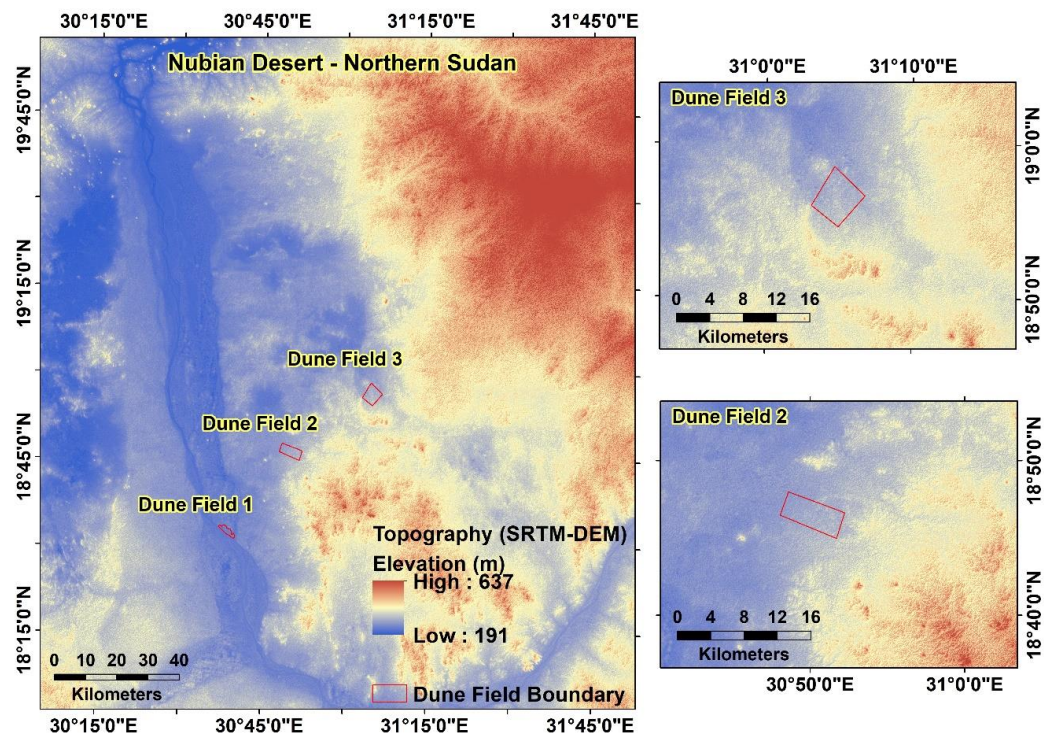 30°15'0"E 30°45'0"E 31°15'0"E 31°45'0"E
Nubian Desert - Northern Sudan
19°45'0"N
19°15'0"N
18°45'0"N
18°15'0"N
Dune Field 3
Dune Field 2
Dune Field 1
Topography (SRTM-DEM)
Elevation (m)
High : 637
Low : 191
Dune Field Boundary
0 10 20 30 40
Kilometers
30°15'0"E 30°45'0"E 31°15'0"E 31°45'0"E
31°0'0"E 31°10'0"E
Dune Field 3
19°0'0"N
18°50'0"N
0 4 8 12 16
Kilometers
Dune Field 2
18°50'0"N
18°40'0"N
0 4 8 12 16
Kilometers
30°50'0"E 31°0'0"E